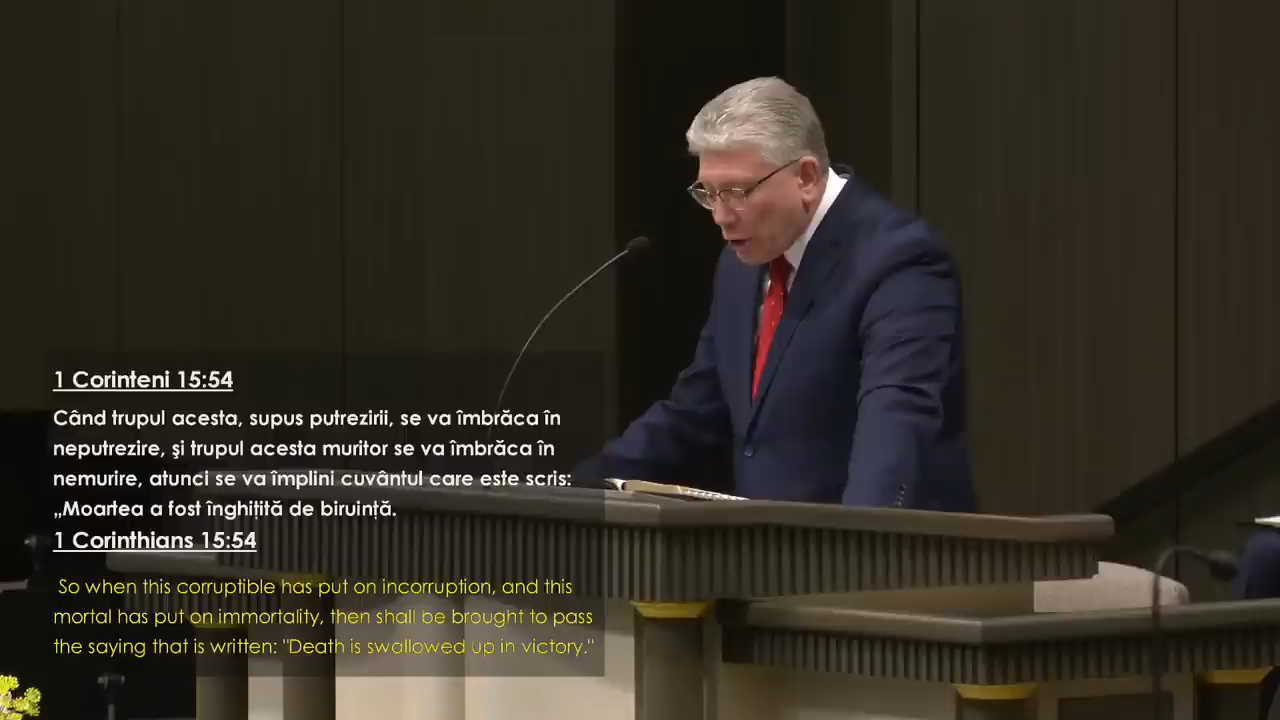 1 Corinteni 15:54
Când trupul acesta, supus putrezirii, se va îmbrăca în
neputrezire, şi trupul acesta muritor se va îmbrăca în
nemurire, atunci se va împlini cuvântul care este scris:
„Moartea a fost înghițită de biruință.
1 Corinthians 15:54
So when this corruptible has put on incorruption, and this
mortal has put on immortality, then shall be brought to pass
the saying that is written: "Death is swallowed up in victory."